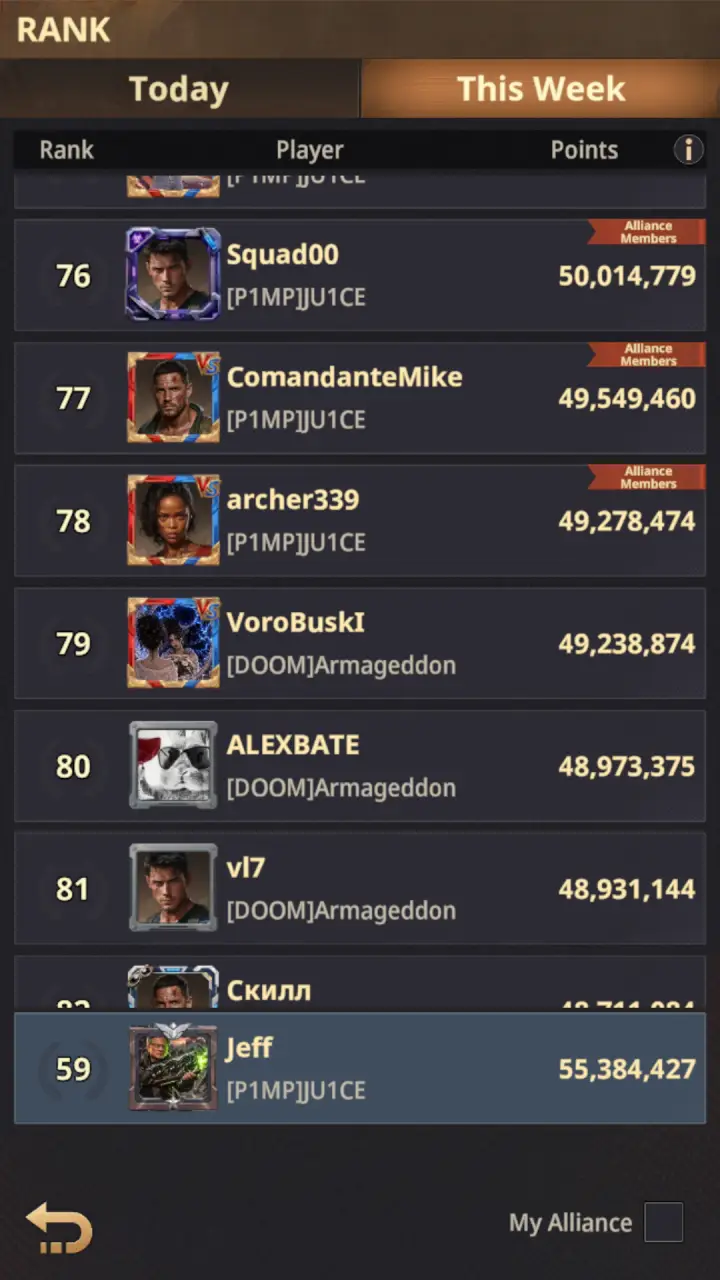 RANK
Today
This Week
Rank
Player
Points
Alliance
Members
76
Squad00
[P1MP]JU1CE
50,014,779
Alliance
Members
77
ComandanteMike
[P1MP]JU1CE
49,549,460
Alliance
Members
78
archer339
[P1MP]JU1CE
49,278,474
79
VoroBuskI
[DOOM]Armageddon
49,238,874
80
ALEXBATE
[DOOM]Armageddon
48,973,375
81
vl7
[DOOM]Armageddon
48,931,144
Скилл
59
Jeff
[P1MP]JU1CE
55,384,427
My Alliance